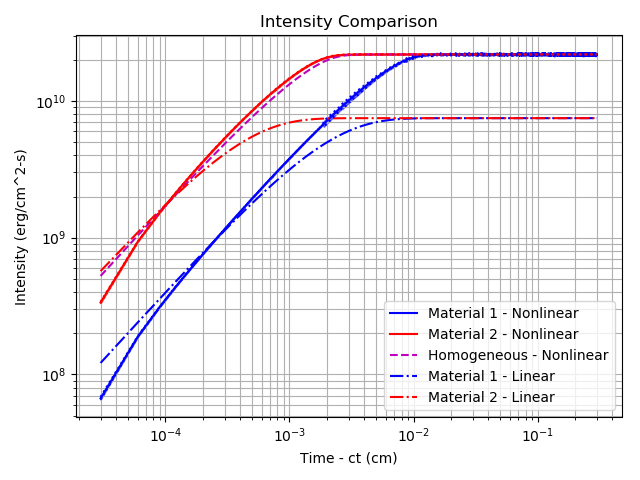 Intensity Comparison
Intensity (erg/cm^2-s)
10^10
10^9
10^8
Material 1 - Nonlinear
Material 2 - Nonlinear
Homogeneous - Nonlinear
Material 1 - Linear
Material 2 - Linear
10^-4 10^-3 10^-2 10^-1
Time - ct (cm)